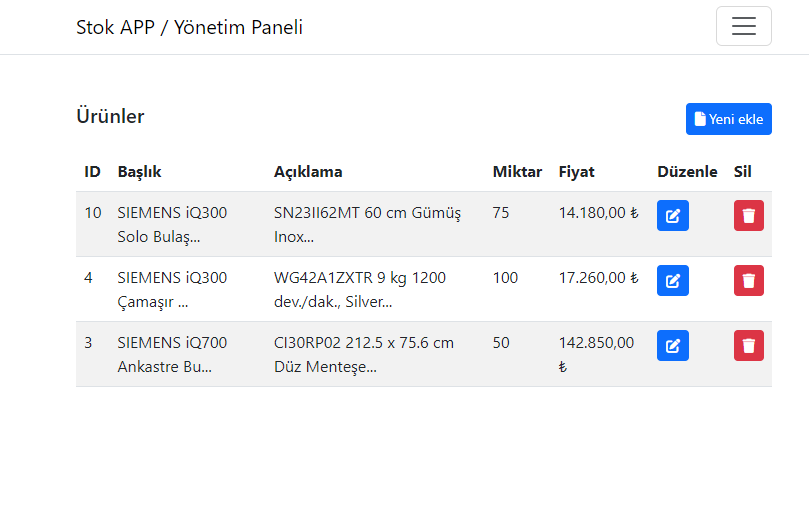 Stok APP / Yönetim Paneli
Ürünler
Yeni ekle
ID Başlık Açıklama Miktar Fiyat Düzenle Sil
10 SIEMENS iQ300 SN23II62MT 60 cm Gümüş 75 14.180,00 ₺
Solo Bulaş... Inox...
4 SIEMENS iQ300 WG42A1ZXTR 9 kg 1200 100 17.260,00 ₺
Çamaşır ... dev./dak., Silver...
3 SIEMENS iQ700 CI30RP02 212.5 x 75.6 cm 50 142.850,00
Ankastre Bu... Düz Menteşe... ₺